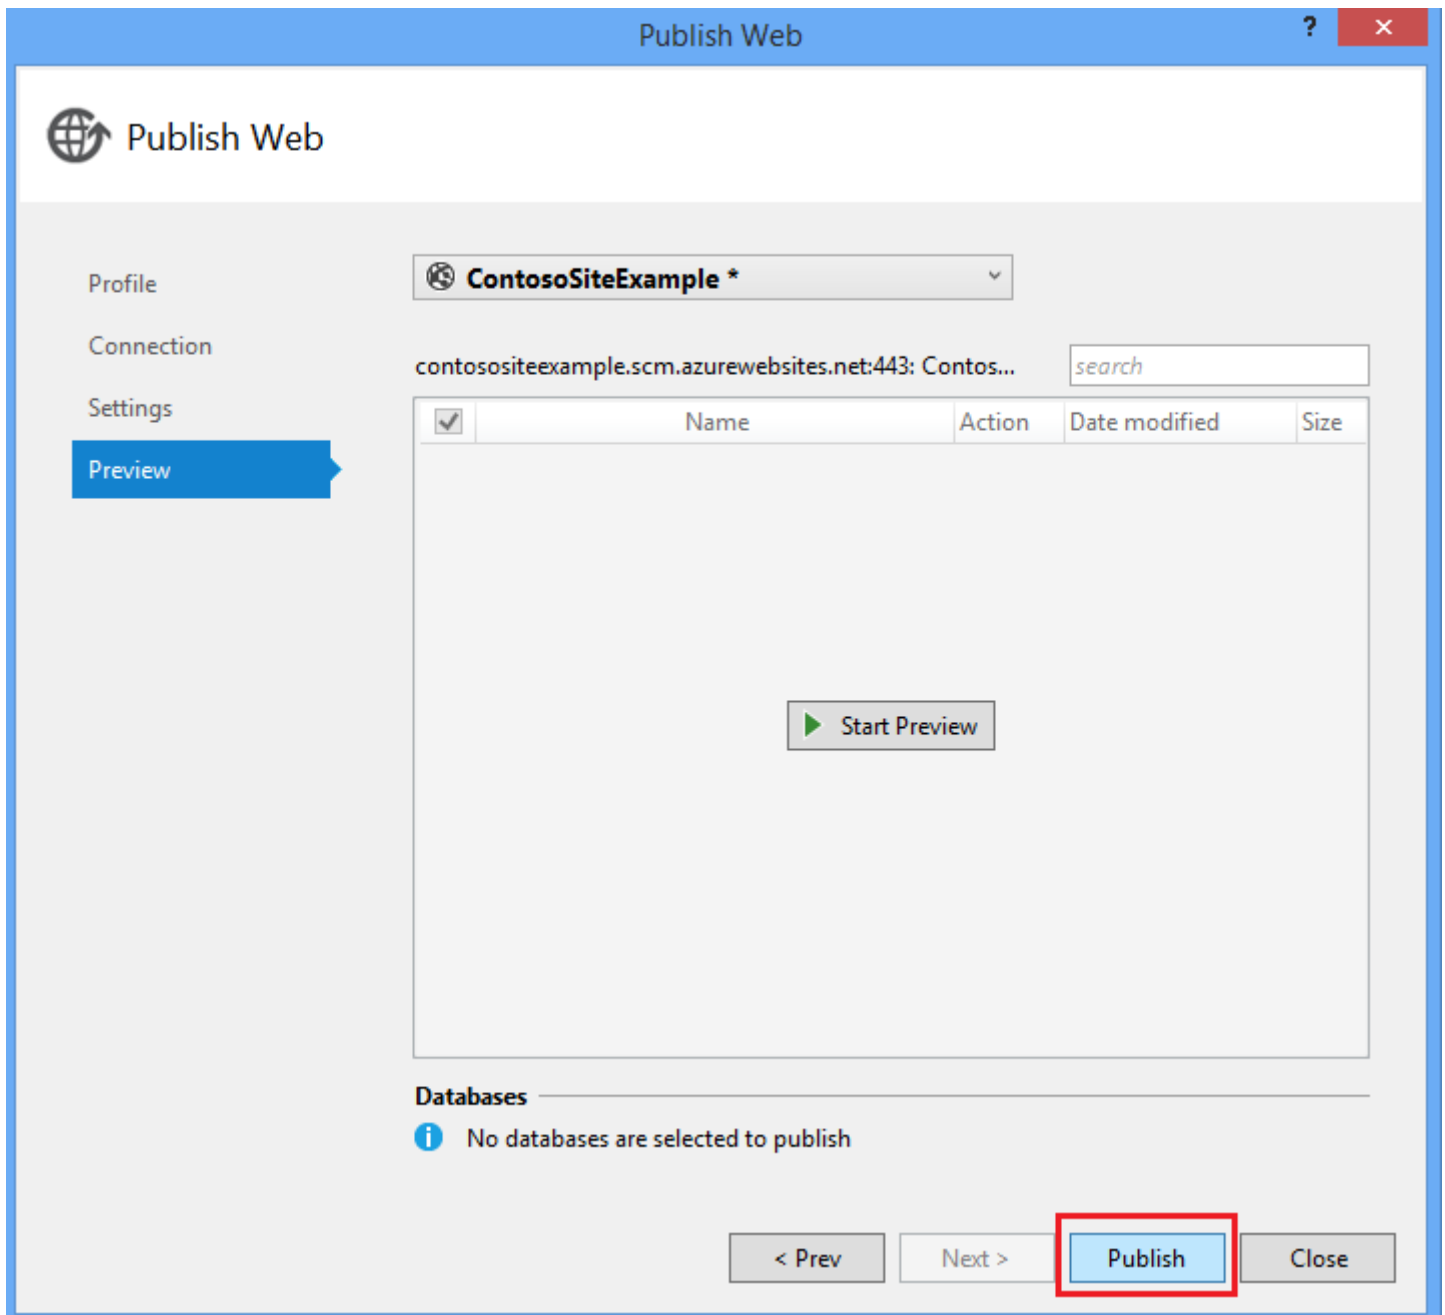 Publish Web
?
Publish Web
Profile
Connection
Settings
Preview
ContosoSiteExample *
contosositeexample.scm.azurewebsites.net:443: Contos...
search
Name Action Date modified Size
Start Preview
Databases
No databases are selected to publish
< Prev Next > Publish Close